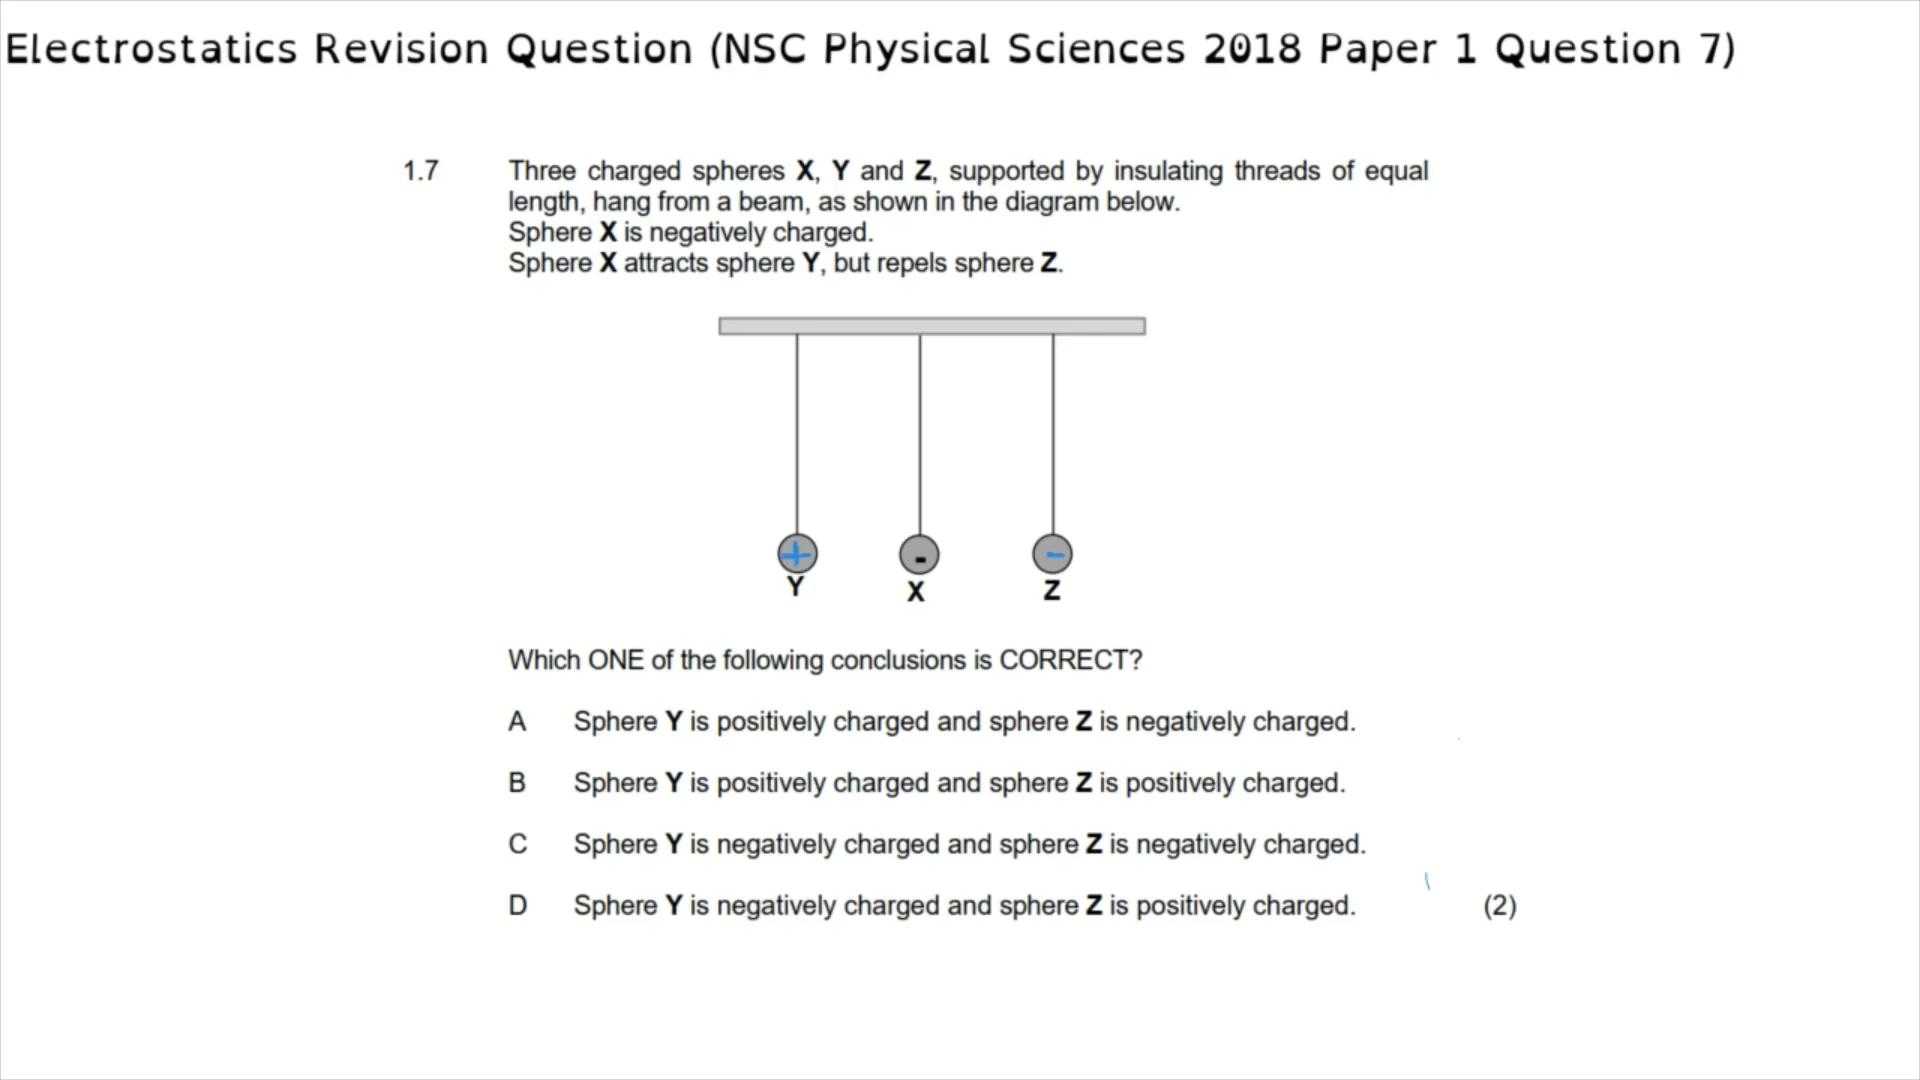 Electrostatics Revision Question (NSC Physical Sciences 2018 Paper 1 Question 7)
1.7 Three charged spheres X, Y and Z, supported by insulating threads of equal
length, hang from a beam, as shown in the diagram below.
Sphere X is negatively charged.
Sphere X attracts sphere Y, but repels sphere Z.
+ - -
Y X Z
Which ONE of the following conclusions is CORRECT?
A Sphere Y is positively charged and sphere Z is negatively charged.
B Sphere Y is positively charged and sphere Z is positively charged.
C Sphere Y is negatively charged and sphere Z is negatively charged.
D Sphere Y is negatively charged and sphere Z is positively charged. (2)